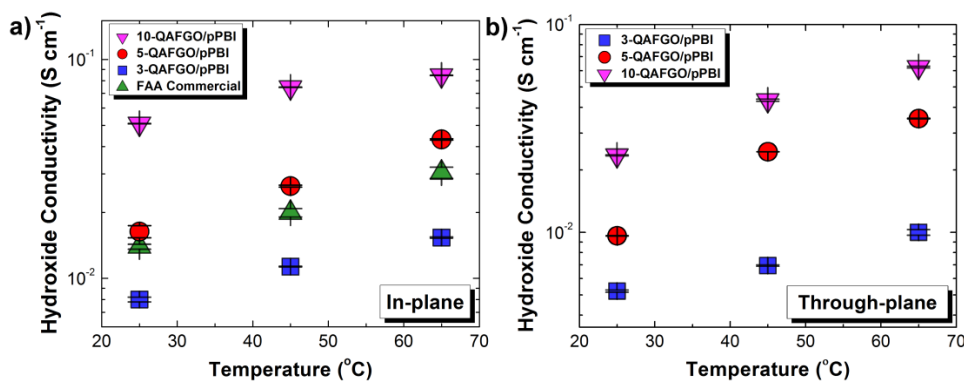 a)
10-QAFGO/pPBI
5-QAFGO/pPBI
3-QAFGO/pPBI
FAA Commercial
Hydroxide Conductivity (S cm⁻¹)
10⁻¹
10⁻²
In-plane
20 30 40 50 60 70
Temperature (°C)
b)
3-QAFGO/pPBI
5-QAFGO/pPBI
10-QAFGO/pPBI
Hydroxide Conductivity (S cm⁻¹)
10⁻¹
10⁻²
Through-plane
20 30 40 50 60 70
Temperature (°C)